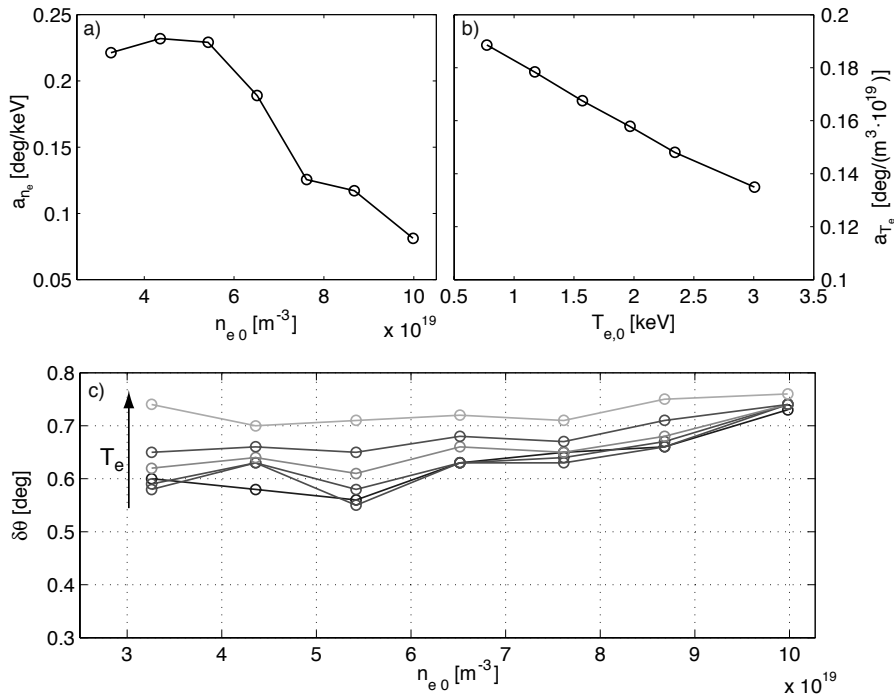 a)
0.25
0.2
0.15
0.1
0.05
a_{n_e} [deg/keV]
4 6 8 10
n_{e 0} [m^{-3}]
x 10^{19}
b)
0.2
0.18
0.16
0.14
0.12
0.1
a_{T_e} [deg/(m^3·10^{19})]
0.5 1 1.5 2 2.5 3 3.5
T_{e,0} [keV]
c)
0.8
0.7
0.6
0.5
0.4
0.3
δθ [deg]
T_e
3 4 5 6 7 8 9 10
n_{e 0} [m^{-3}]
x 10^{19}